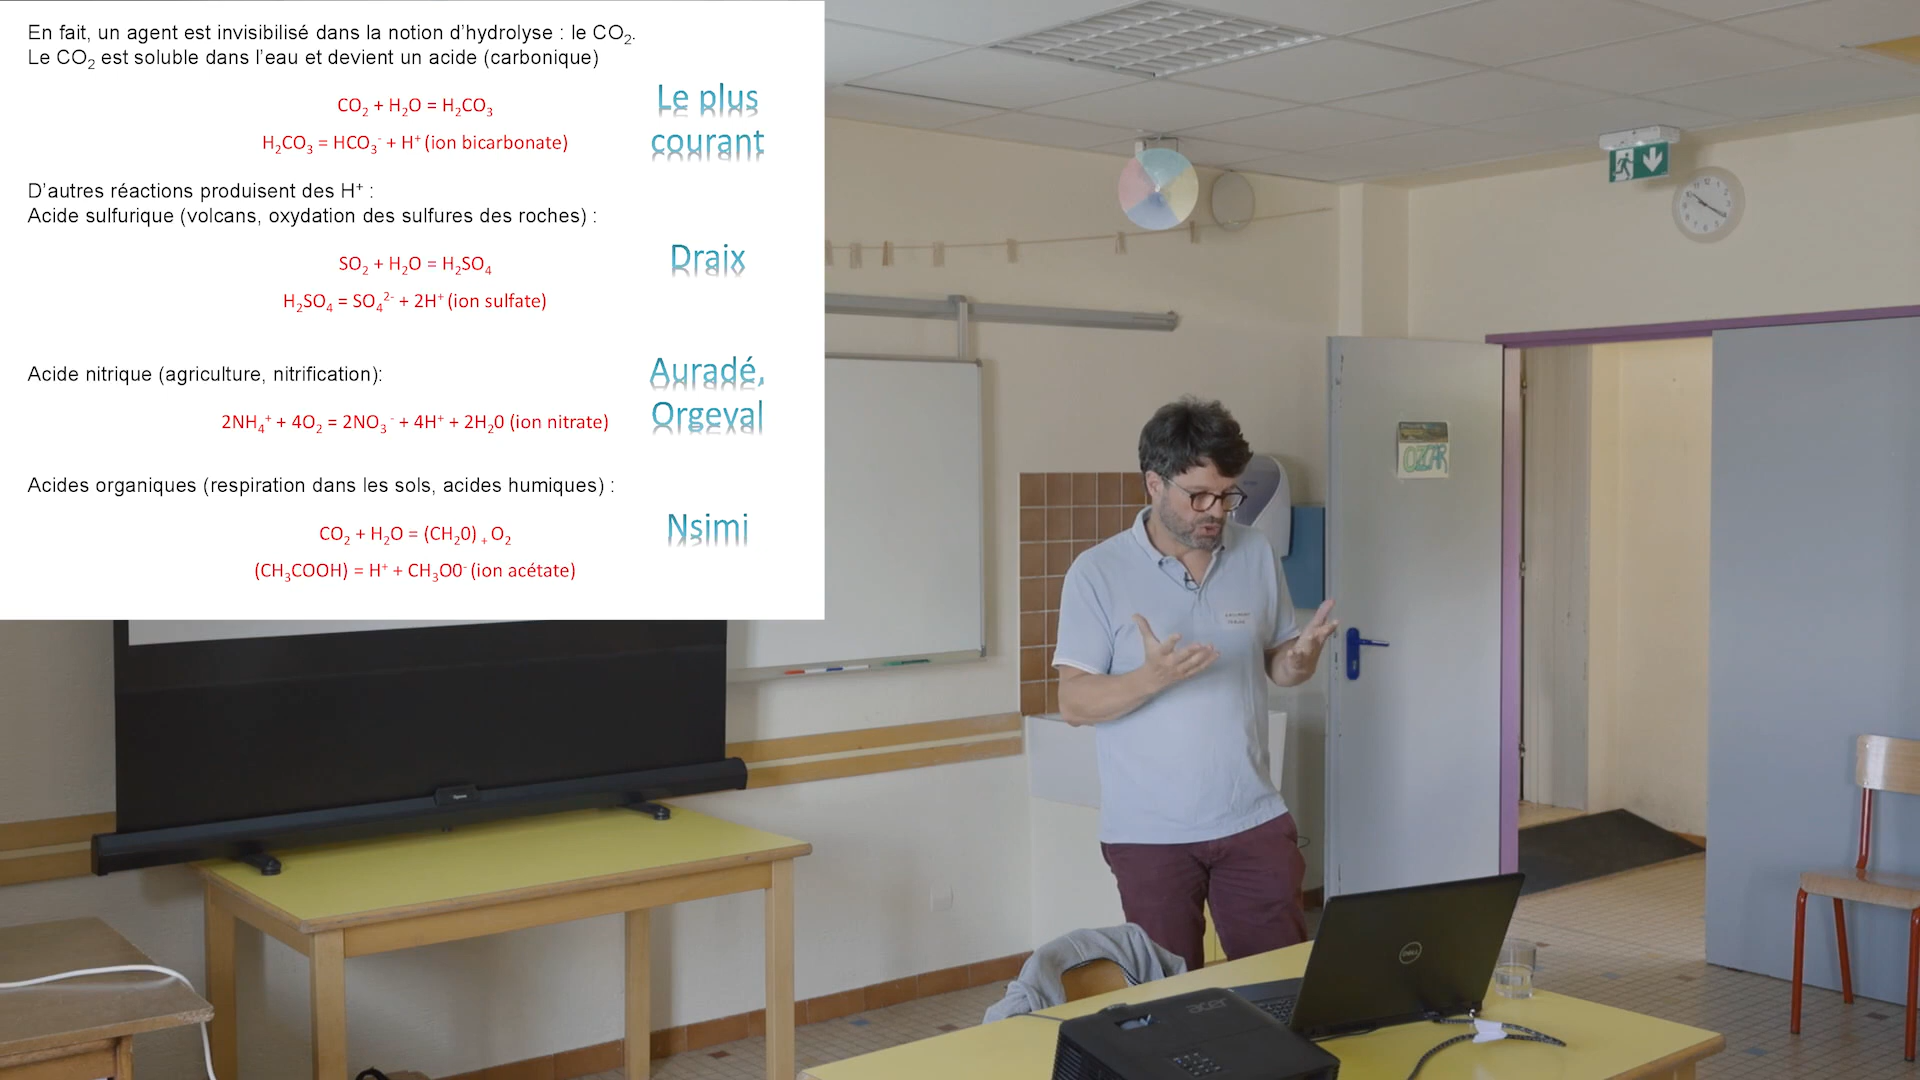 En fait, un agent est invisibilisé dans la notion d’hydrolyse : le CO₂.
Le CO₂ est soluble dans l’eau et devient un acide (carbonique)
CO₂ + H₂O = H₂CO₃
H₂CO₃ = HCO₃⁻ + H⁺ (ion bicarbonate)
Le plus
courant
D’autres réactions produisent des H⁺ :
Acide sulfurique (volcans, oxydation des sulfures des roches) :
SO₂ + H₂O = H₂SO₄
H₂SO₄ = SO₄²⁻ + 2H⁺ (ion sulfate)
Draix
Acide nitrique (agriculture, nitrification):
2NH₄⁺ + 4O₂ = 2NO₃⁻ + 4H⁺ + 2H₂0 (ion nitrate)
Auradé,
Orgeval
Acides organiques (respiration dans les sols, acides humiques) :
CO₂ + H₂O = (CH₂0) + O₂
(CH₃COOH) = H⁺ + CH₃O0⁻ (ion acétate)
Nsimi
OZCAR
DELL
acer